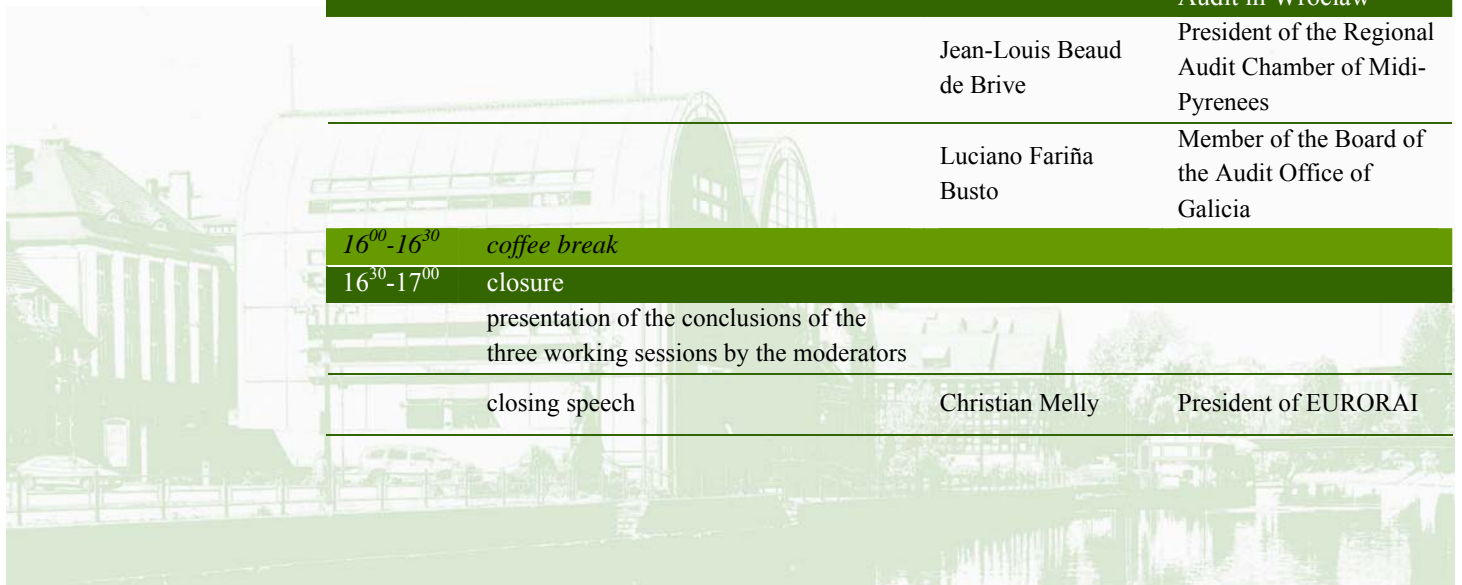 Audit in Wrocław
Jean-Louis Beaud
de Brive
President of the Regional
Audit Chamber of Midi-
Pyrenees
Luciano Fariña
Busto
Member of the Board of
the Audit Office of
Galicia
16⁰⁰-16³⁰ coffee break
16³⁰-17⁰⁰ closure
presentation of the conclusions of the
three working sessions by the moderators
closing speech Christian Melly President of EURORAI